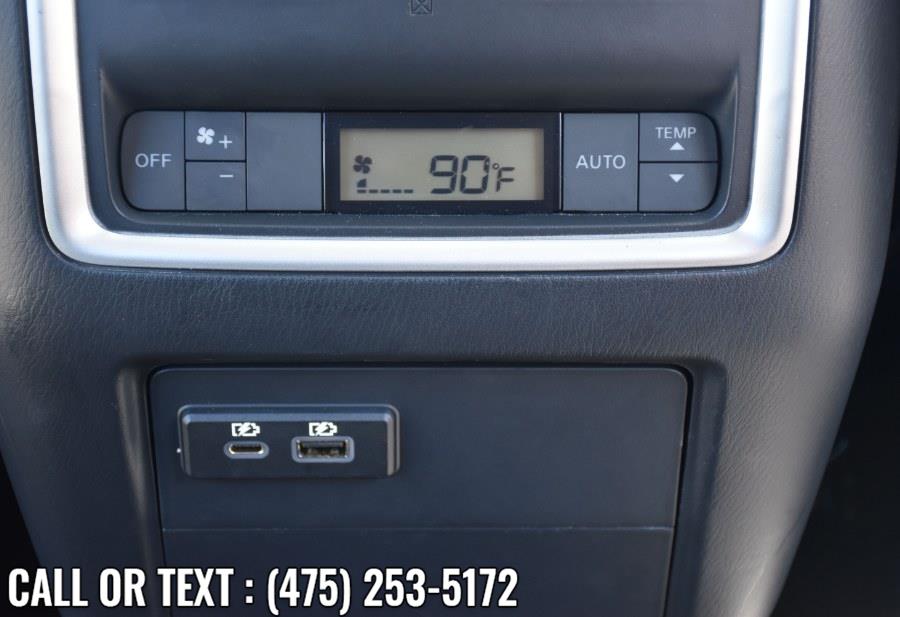 OFF + - 90°F AUTO TEMP
CALL OR TEXT : (475) 253-5172